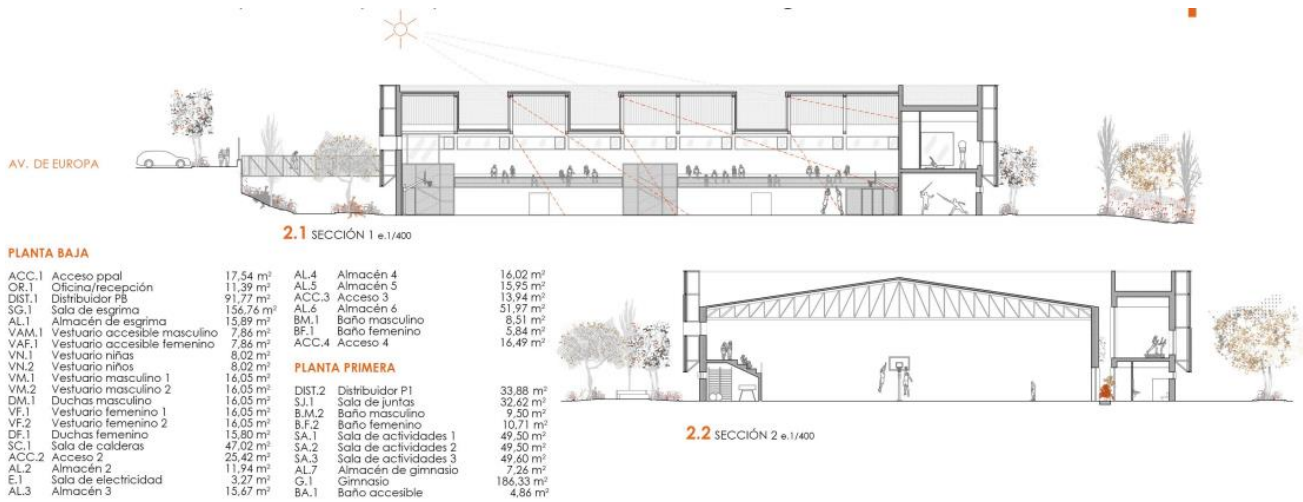 AV. DE EUROPA
2.1 SECCIÓN 1 e.1/400
PLANTA BAJA
ACC.1 Acceso ppal 17,54 m²
OR.1 Oficina/recepción 11,39 m²
DIST.1 Distribuidor PB 91,77 m²
SG.1 Sala de esgrima 156,76 m²
AL.1 Almacén de esgrima 15,89 m²
VAM.1 Vestuario accesible masculino 7,86 m²
VAF.1 Vestuario accesible femenino 7,86 m²
VN.1 Vestuario niñas 8,02 m²
VN.2 Vestuario niños 8,02 m²
VM.1 Vestuario masculino 1 16,05 m²
VM.2 Vestuario masculino 2 16,05 m²
DM.1 Duchas masculino 16,05 m²
VF.1 Vestuario femenino 1 16,05 m²
VF.2 Vestuario femenino 2 16,05 m²
DF.1 Duchas femenino 15,80 m²
SC.1 Sala de calderas 47,02 m²
ACC.2 Acceso 2 25,42 m²
AL.2 Almacén 2 11,94 m²
E.1 Sala de electricidad 3,27 m²
AL.3 Almacén 3 15,67 m²
AL.4 Almacén 4 16,02 m²
AL.5 Almacén 5 15,95 m²
ACC.3 Acceso 3 13,94 m²
AL.6 Almacén 6 51,97 m²
BM.1 Baño masculino 8,51 m²
BF.1 Baño femenino 5,84 m²
ACC.4 Acceso 4 16,49 m²
PLANTA PRIMERA
DIST.2 Distribuidor P1 33,88 m²
SJ.1 Sala de juntas 32,62 m²
B.M.2 Baño masculino 9,50 m²
B.F.2 Baño femenino 10,71 m²
SA.1 Sala de actividades 1 49,50 m²
SA.2 Sala de actividades 2 49,50 m²
SA.3 Sala de actividades 3 49,60 m²
AL.7 Almacén de gimnasio 7,26 m²
G.1 Gimnasio 186,33 m²
BA.1 Baño accesible 4,86 m²
2.2 SECCIÓN 2 e.1/400